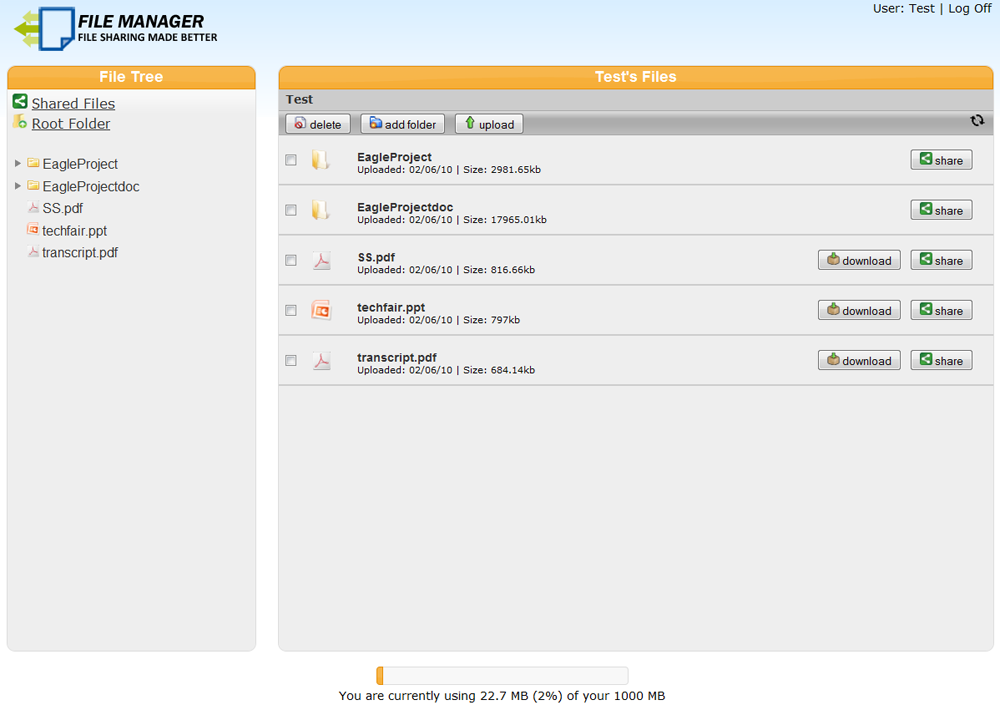 FILE MANAGER
FILE SHARING MADE BETTER
User: Test | Log Off
File Tree
Shared Files
Root Folder
EagleProject
EagleProjectdoc
SS.pdf
techfair.ppt
transcript.pdf
Test's Files
Test
delete add folder upload
EagleProject
Uploaded: 02/06/10 | Size: 2981.65kb
share
EagleProjectdoc
Uploaded: 02/06/10 | Size: 17965.01kb
share
SS.pdf
Uploaded: 02/06/10 | Size: 816.66kb
download share
techfair.ppt
Uploaded: 02/06/10 | Size: 797kb
download share
transcript.pdf
Uploaded: 02/06/10 | Size: 684.14kb
download share
You are currently using 22.7 MB (2%) of your 1000 MB